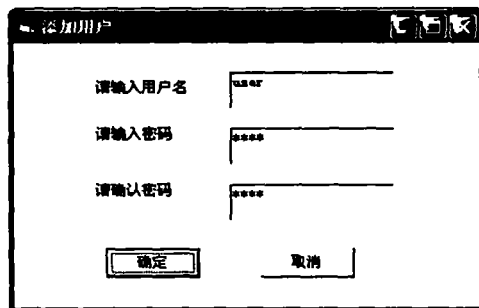 添加用户
请输入用户名 user
请输入密码 ****
请确认密码 ****
确定 取消